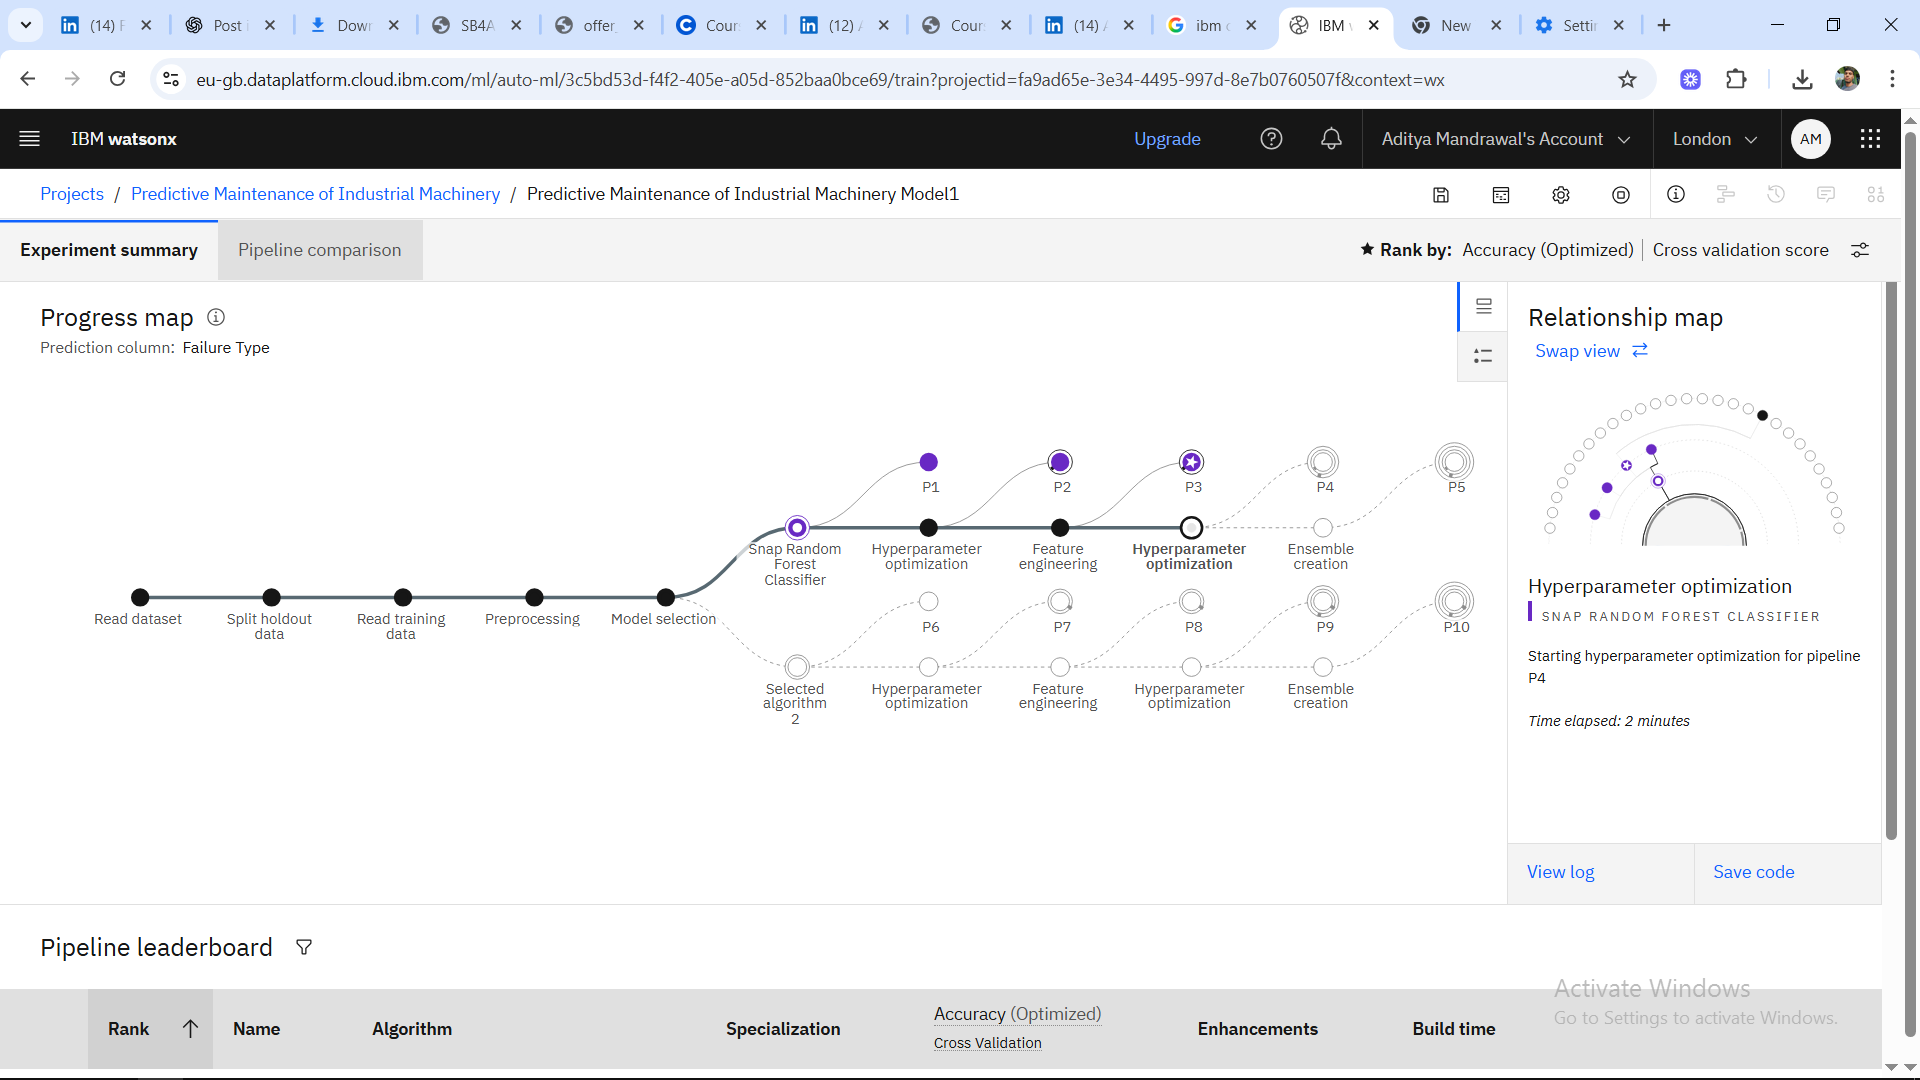 (14) F
Post i
Down
SB4A
offer_
Cours
(12) A
Cours
(14) A
ibm c
IBM w
New
Settin
eu-gb.dataplatform.cloud.ibm.com/ml/auto-ml/3c5bd53d-f4f2-405e-a05d-852baa0bce69/train?projectid=fa9ad65e-3e34-4495-997d-8e7b0760507f&context=wx
IBM watsonx
Upgrade
Aditya Mandrawal's Account
London
AM
Projects / Predictive Maintenance of Industrial Machinery / Predictive Maintenance of Industrial Machinery Model1
Experiment summary
Pipeline comparison
Rank by: Accuracy (Optimized) | Cross validation score
Progress map
Prediction column: Failure Type
P1
P2
P3
P4
P5
Snap Random
Forest
Classifier
Hyperparameter
optimization
Feature
engineering
Hyperparameter
optimization
Ensemble
creation
Read dataset
Split holdout
data
Read training
data
Preprocessing
Model selection
P6
P7
P8
P9
P10
Selected
algorithm
2
Hyperparameter
optimization
Feature
engineering
Hyperparameter
optimization
Ensemble
creation
Relationship map
Swap view
Hyperparameter optimization
SNAP RANDOM FOREST CLASSIFIER
Starting hyperparameter optimization for pipeline
P4
Time elapsed: 2 minutes
View log
Save code
Pipeline leaderboard
Rank
Name
Algorithm
Specialization
Accuracy (Optimized)
Cross Validation
Enhancements
Build time
Activate Windows
Go to Settings to activate Windows.